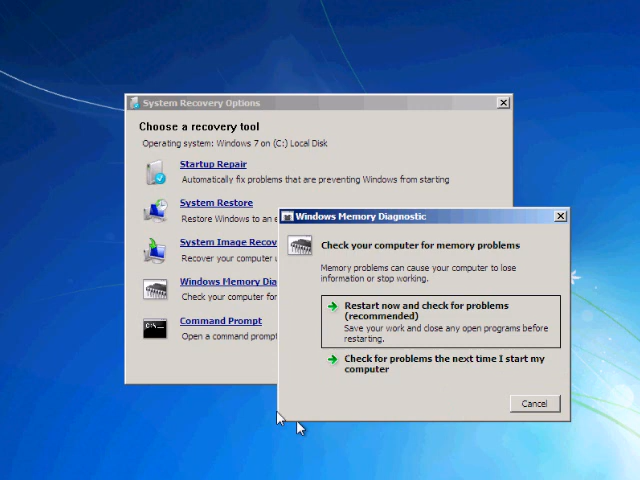 System Recovery Options
Choose a recovery tool
Operating system: Windows 7 on (C:) Local Disk
Startup Repair
Automatically fix problems that are preventing Windows from starting
System Restore
Restore Windows to an e
System Image Recov
Recover your computer u
Windows Memory Dia
Check your computer for
C:\
Command Prompt
Open a command prompt
Windows Memory Diagnostic
Check your computer for memory problems
Memory problems can cause your computer to lose
information or stop working.
Restart now and check for problems
(recommended)
Save your work and close any open programs before
restarting.
Check for problems the next time I start my
computer
Cancel